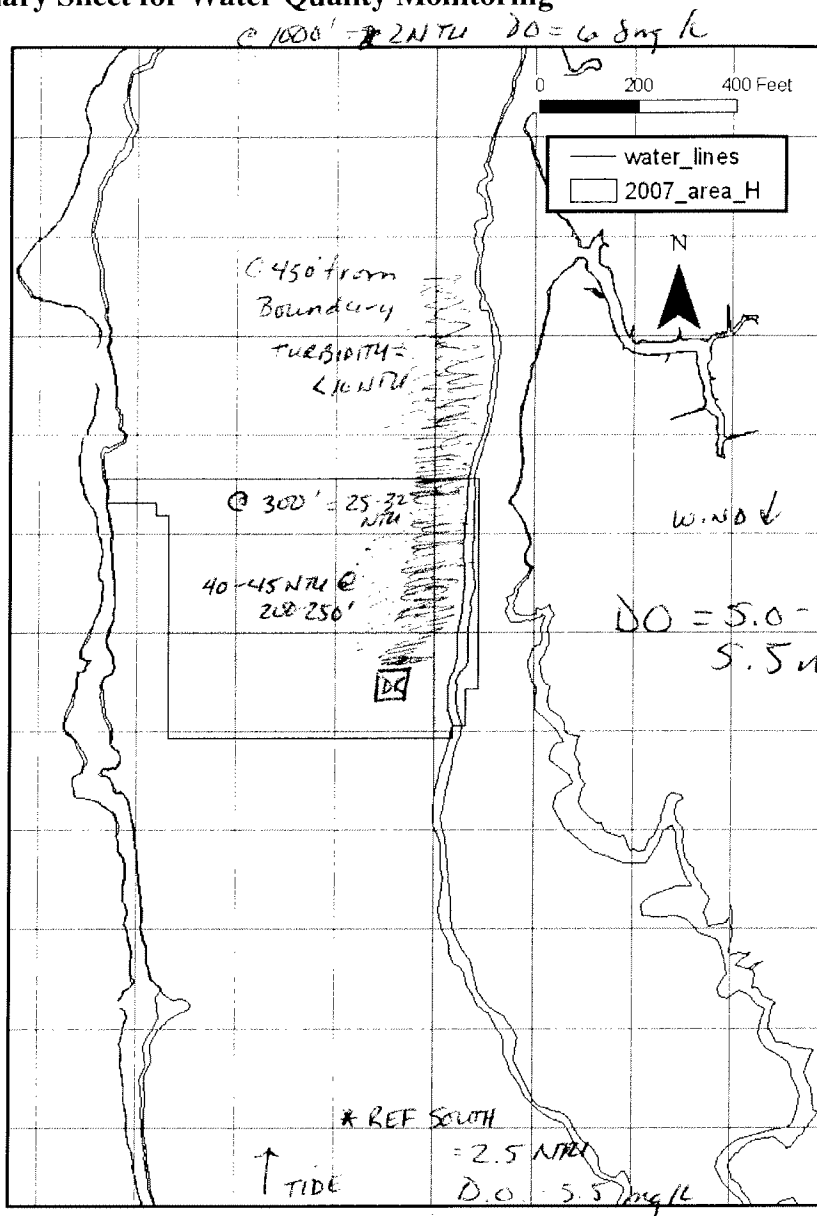 ary Sheet for Water Quality Monitoring
@ 1000' = 2 NTU DO = 6.8 mg/L
0 200 400 Feet
water_lines
2007_area_H
N
@ 450' from
Boundary
TURBIDITY =
NTU
@ 300' = 25-32
NTU
40-45 NTU @
200-250'
WIND ↓
DO = 5.0 -
5.5
DC
* REF SOUTH
= 2.5 NTU
↑ TIDE
D.O. - 5.5 mg/L